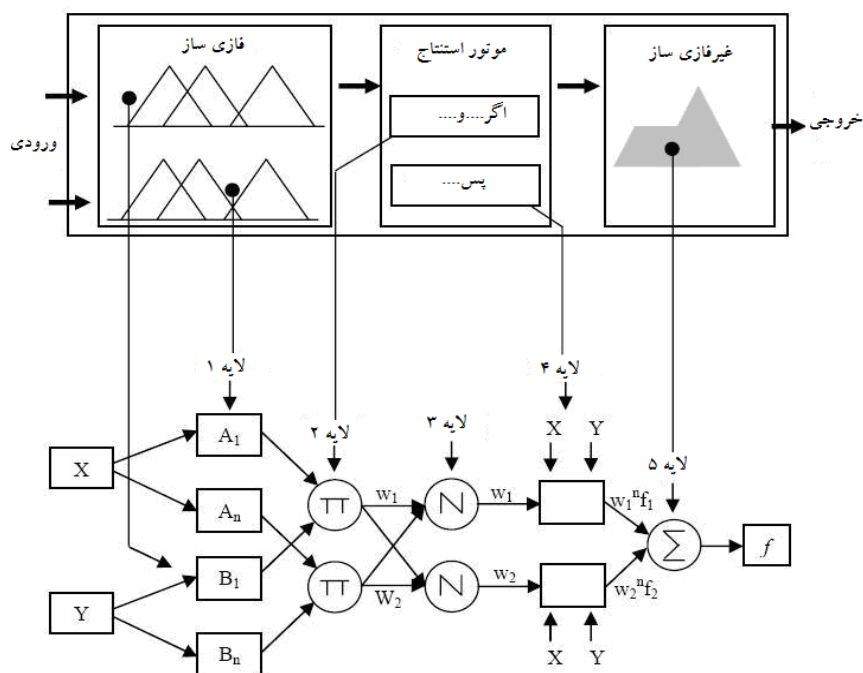 فازی ساز
موتور استنتاج
غیرفازی ساز
اگر....و....
پس....
ورودی
خروجی
لایه ۱
لایه ۲
لایه ۳
لایه ۴
لایه ۵
X
Y
A₁
Aₙ
B₁
Bₙ
X
Y
Π
Π
w₁
W₂
N
N
w₁
w₂
w₁ⁿf₁
w₂ⁿf₂
X
Y
Σ
f